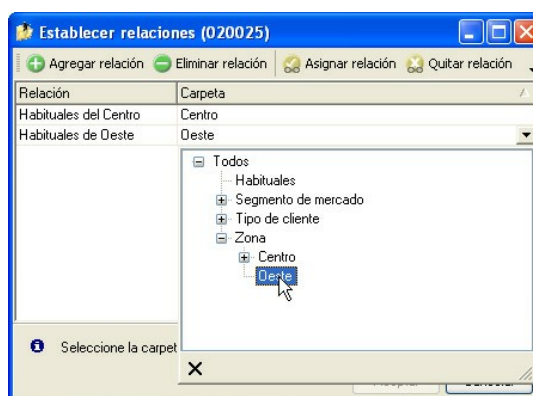 Establecer relaciones (020025)
Agregar relación Eliminar relación Asignar relación Quitar relación
Relación Carpeta
Habituales del Centro Centro
Habituales de Oeste Oeste
Todos
Habituales
Segmento de mercado
Tipo de cliente
Zona
Centro
Oeste
Seleccione la carpet